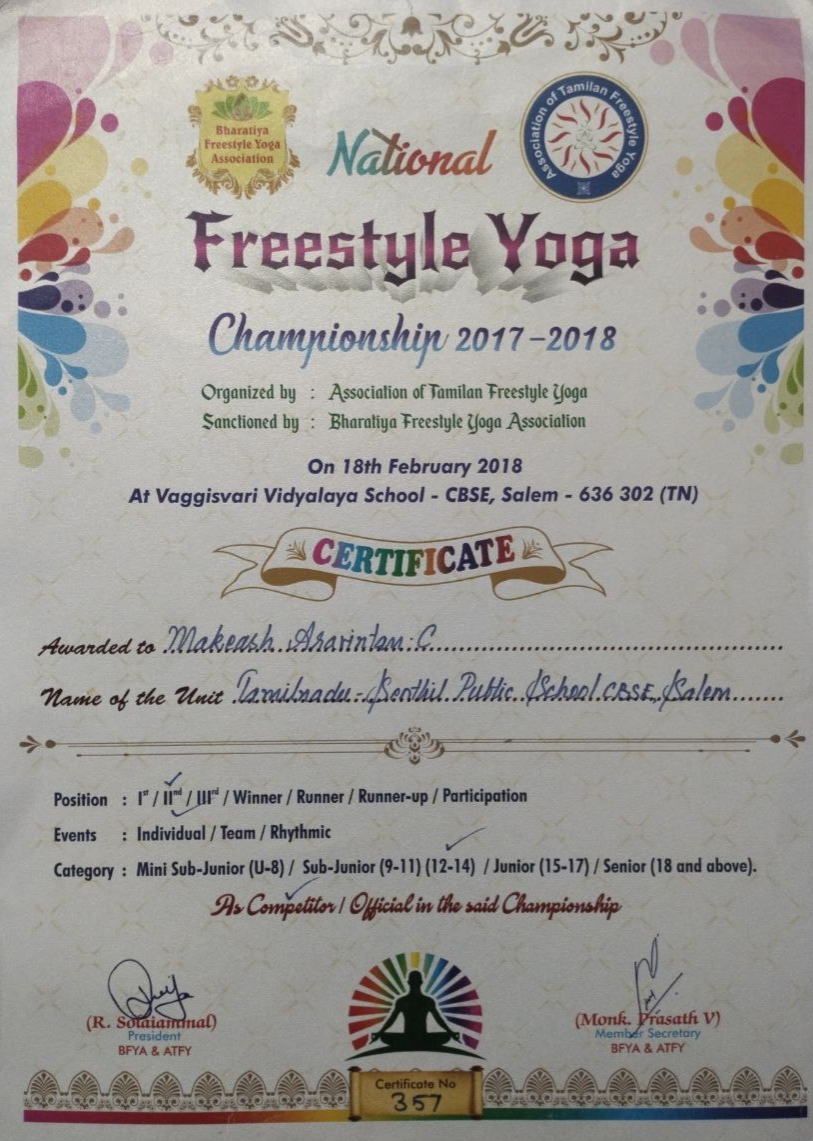 Bharatiya
Freestyle Yoga
Association
National
Association of Tamilan Freestyle Yoga
Freestyle Yoga
Championship 2017-2018
Organized by : Association of Tamilan Freestyle Yoga
Sanctioned by : Bharatiya Freestyle Yoga Association
On 18th February 2018
At Vaggisvari Vidyalaya School - CBSE, Salem - 636 302 (TN)
CERTIFICATE
Awarded to Makeash Aravintan. C
Name of the Unit Tamilnadu - Senthil Public School CBSE, Salem
Position : Ist / IInd / IIIrd / Winner / Runner / Runner-up / Participation
Events : Individual / Team / Rhythmic
Category : Mini Sub-Junior (U-8) / Sub-Junior (9-11) (12-14) / Junior (15-17) / Senior (18 and above).
As Competitor / Official in the said Championship
(R. Solaiammal)
President
BFYA & ATFY
(Monk. Prasath V)
Member Secretary
BFYA & ATFY
Certificate No
357